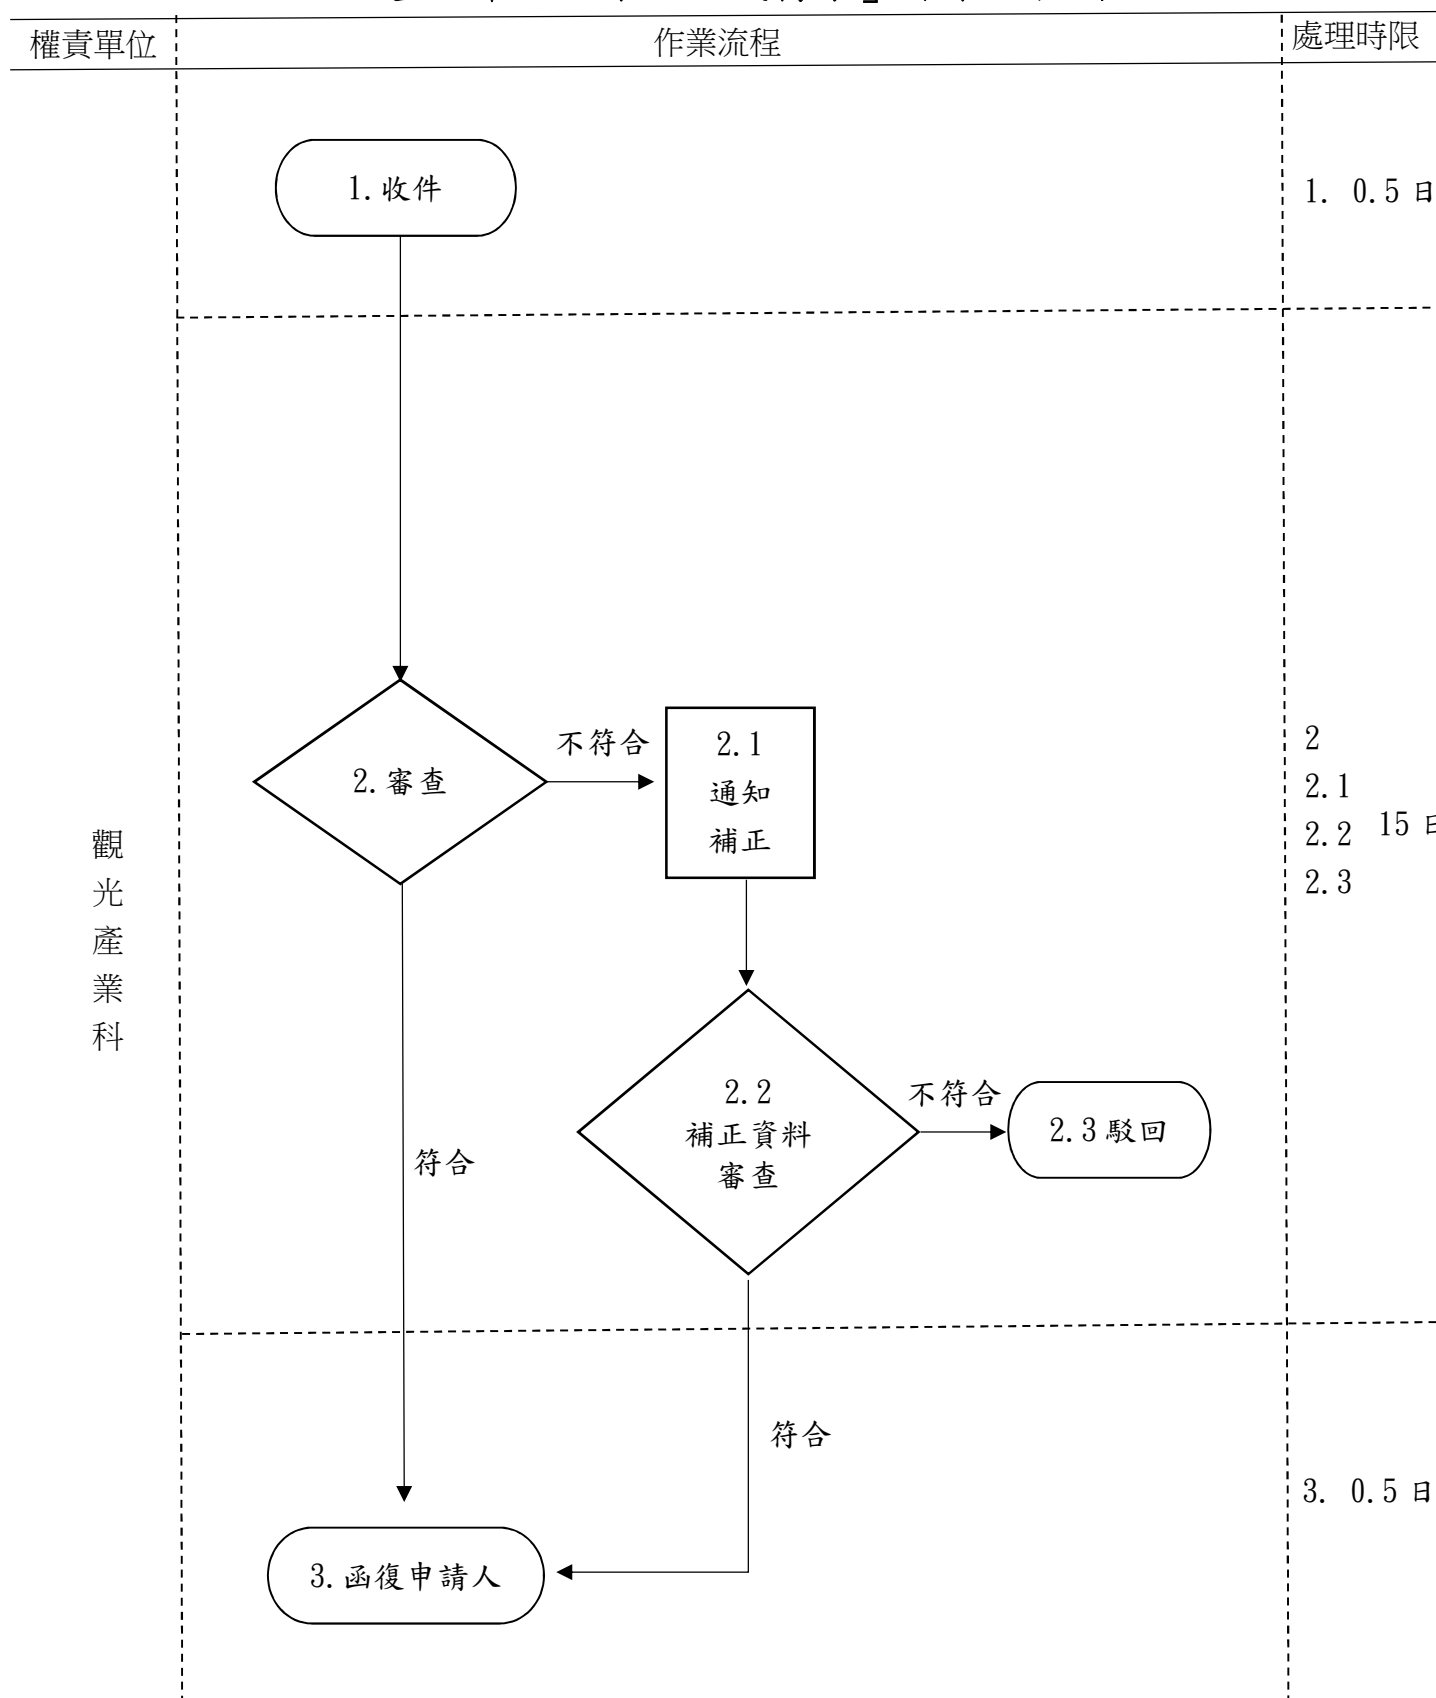 權責單位
作業流程
處理時限
1.收件
1. 0.5 日
2.審查
不符合
2.1
通知
補正
2
2.1
2.2 15
2.3
觀
光
產
業
科
2.2
補正資料
審查
不符合
2.3 駁回
符合
符合
3.函復申請人
3. 0.5 日